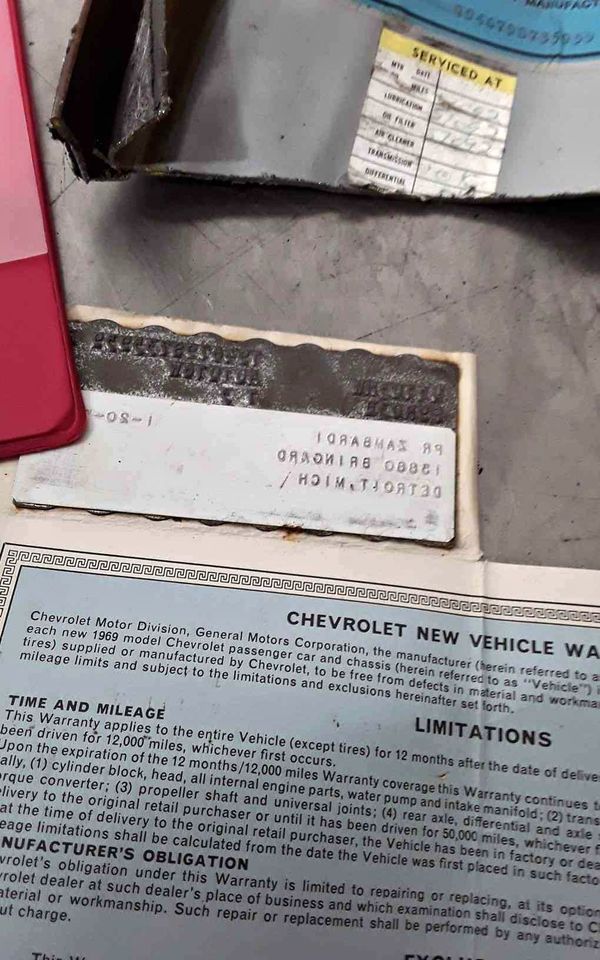 MANUFACT
SERVICED AT
MTH DATE
MILES
LUBRICATION
OIL FILTER
AIR CLEANER
TRANSMISSION
DIFFERENTIAL
1-20-
PR ZAMBARDI
13880 BRINGARD
DETROIT, MICH
CHEVROLET NEW VEHICLE WA
Chevrolet Motor Division, General Motors Corporation, the manufacturer (herein referred to a
each new 1969 model Chevrolet passenger car and chassis (herein referred to as "Vehicle")
tires) supplied or manufactured by Chevrolet, to be free from defects in material and workma
mileage limits and subject to the limitations and exclusions hereinafter set forth.
LIMITATIONS
TIME AND MILEAGE
This Warranty applies to the entire Vehicle (except tires) for 12 months after the date of delive
been driven for 12,000 miles, whichever first occurs.
Upon the expiration of the 12 months/12,000 miles Warranty coverage this Warranty continues t
ally, (1) cylinder block, head, all internal engine parts, water pump and intake manifold; (2) trans
orque converter; (3) propeller shaft and universal joints; (4) rear axle, differential and axle
elivery to the original retail purchaser or until it has been driven for 50,000 miles, whichever f
at the time of delivery to the original retail purchaser, the Vehicle has been in factory or dea
eage limitations shall be calculated from the date the Vehicle was first placed in such facto
NUFACTURER'S OBLIGATION
vrolet's obligation under this Warranty is limited to repairing or replacing, at its option
vrolet dealer at such dealer's place of business and which examination shall disclose to C
aterial or workmanship. Such repair or replacement shall be performed by any authoriz
ut charge.
This W
EXCLU